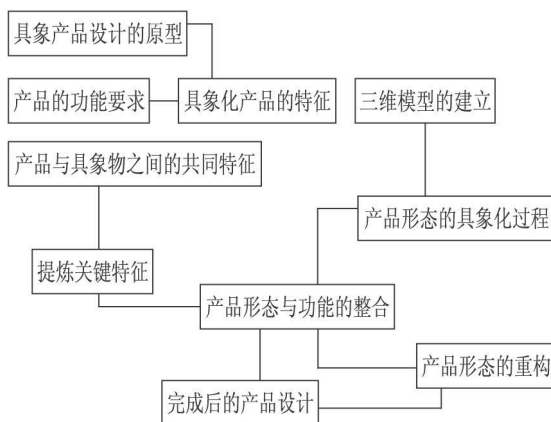 具象产品设计的原型
产品的功能要求
具象化产品的特征
三维模型的建立
产品与具象物之间的共同特征
产品形态的具象化过程
提炼关键特征
产品形态与功能的整合
产品形态的重构
完成后的产品设计